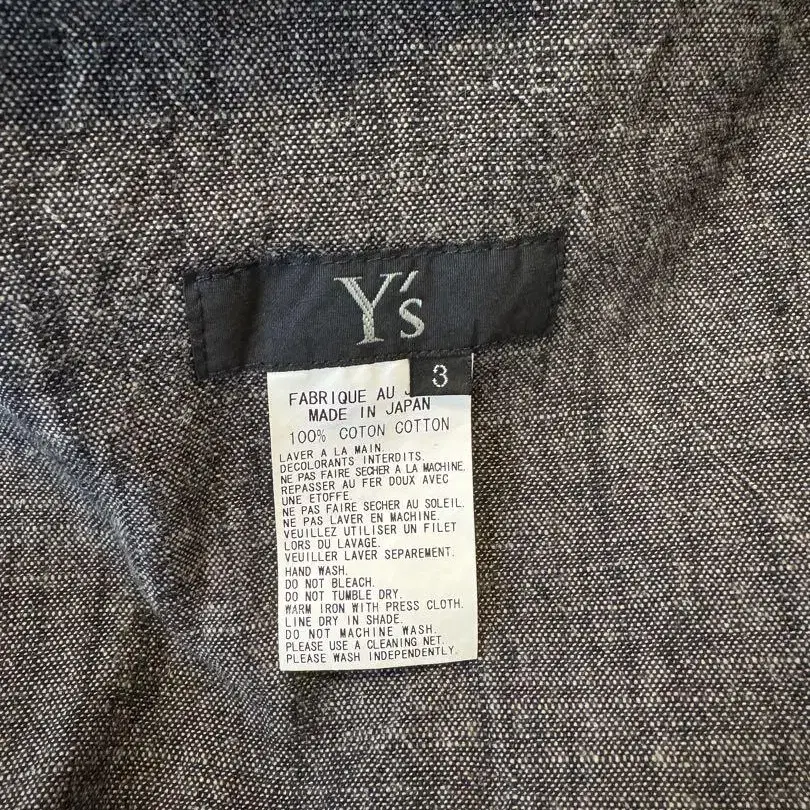 Y's
3
FABRIQUE AU
MADE IN JAPAN
100% COTON COTTON
LAVER A LA MAIN.
DECOLORANTS INTERDITS.
NE PAS FAIRE SECHER A LA MACHINE.
REPASSER AU FER DOUX AVEC
UNE ETOFFE.
NE PAS FAIRE SECHER AU SOLEIL.
NE PAS LAVER EN MACHINE.
VEUILLEZ UTILISER UN FILET
LORS DU LAVAGE.
VEUILLER LAVER SEPAREMENT.
HAND WASH.
DO NOT BLEACH.
DO NOT TUMBLE DRY.
WARM IRON WITH PRESS CLOTH.
LINE DRY IN SHADE.
DO NOT MACHINE WASH.
PLEASE USE A CLEANING NET.
PLEASE WASH INDEPENDENTLY.